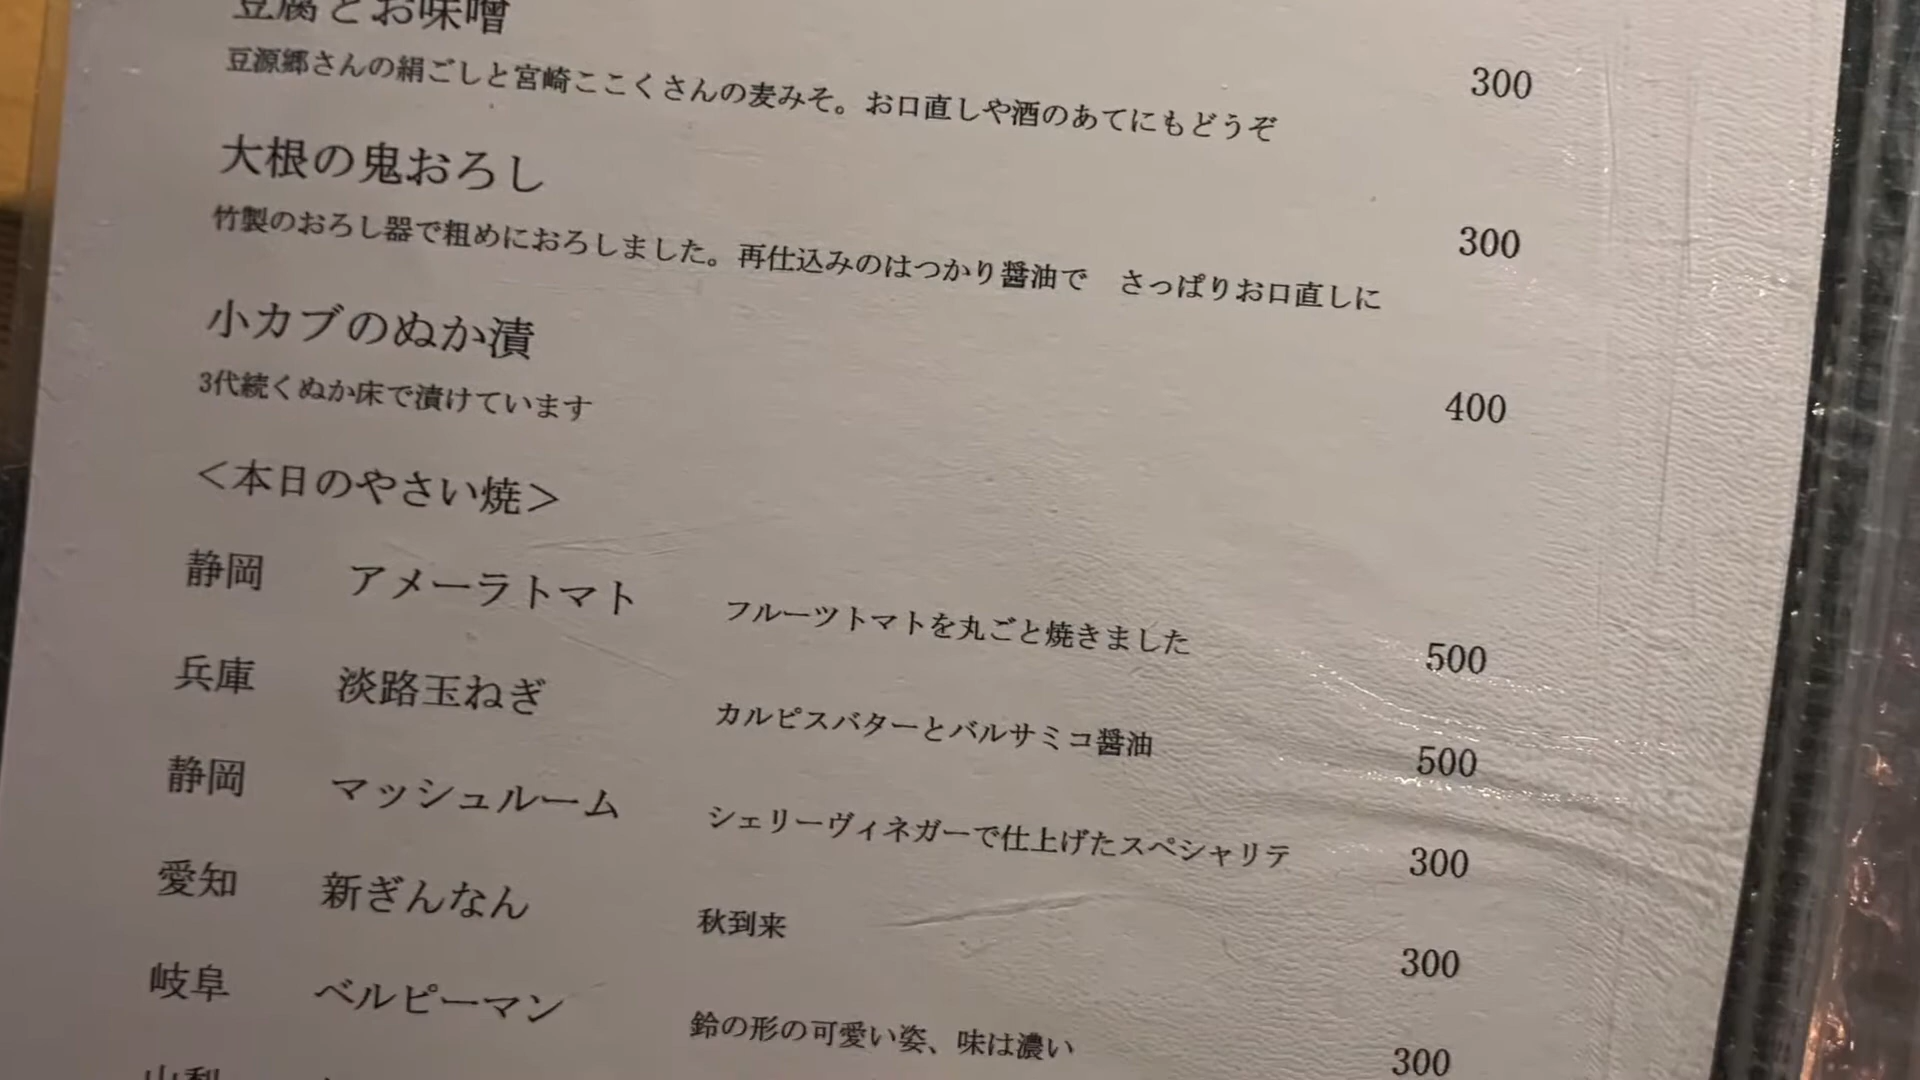 豆腐とお味噌 300
豆源郷さんの絹ごしと宮崎ここくさんの麦みそ。お口直しや酒のあてにもどうぞ
大根の鬼おろし 300
竹製のおろし器で粗めにおろしました。再仕込みのはつかり醤油で　さっぱりお口直しに
小カブのぬか漬 400
3代続くぬか床で漬けています
＜本日のやさい焼＞
静岡 アメーラトマト フルーツトマトを丸ごと焼きました 500
兵庫 淡路玉ねぎ カルピスバターとバルサミコ醤油 500
静岡 マッシュルーム シェリーヴィネガーで仕上げたスペシャリテ 300
愛知 新ぎんなん 秋到来 300
岐阜 ベルピーマン 鈴の形の可愛い姿、味は濃い 300
山梨